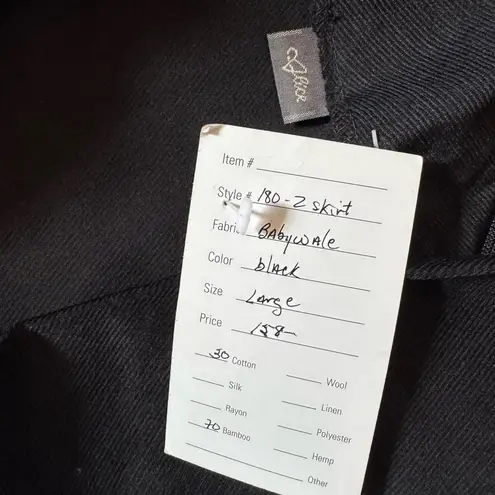 Alice
Item #
Style # 180-Z skirt
Fabric Babywale
Color black
Size Large
Price 158-
30 Cotton
Wool
Silk
Linen
Rayon
Polyester
70 Bamboo
Hemp
Other